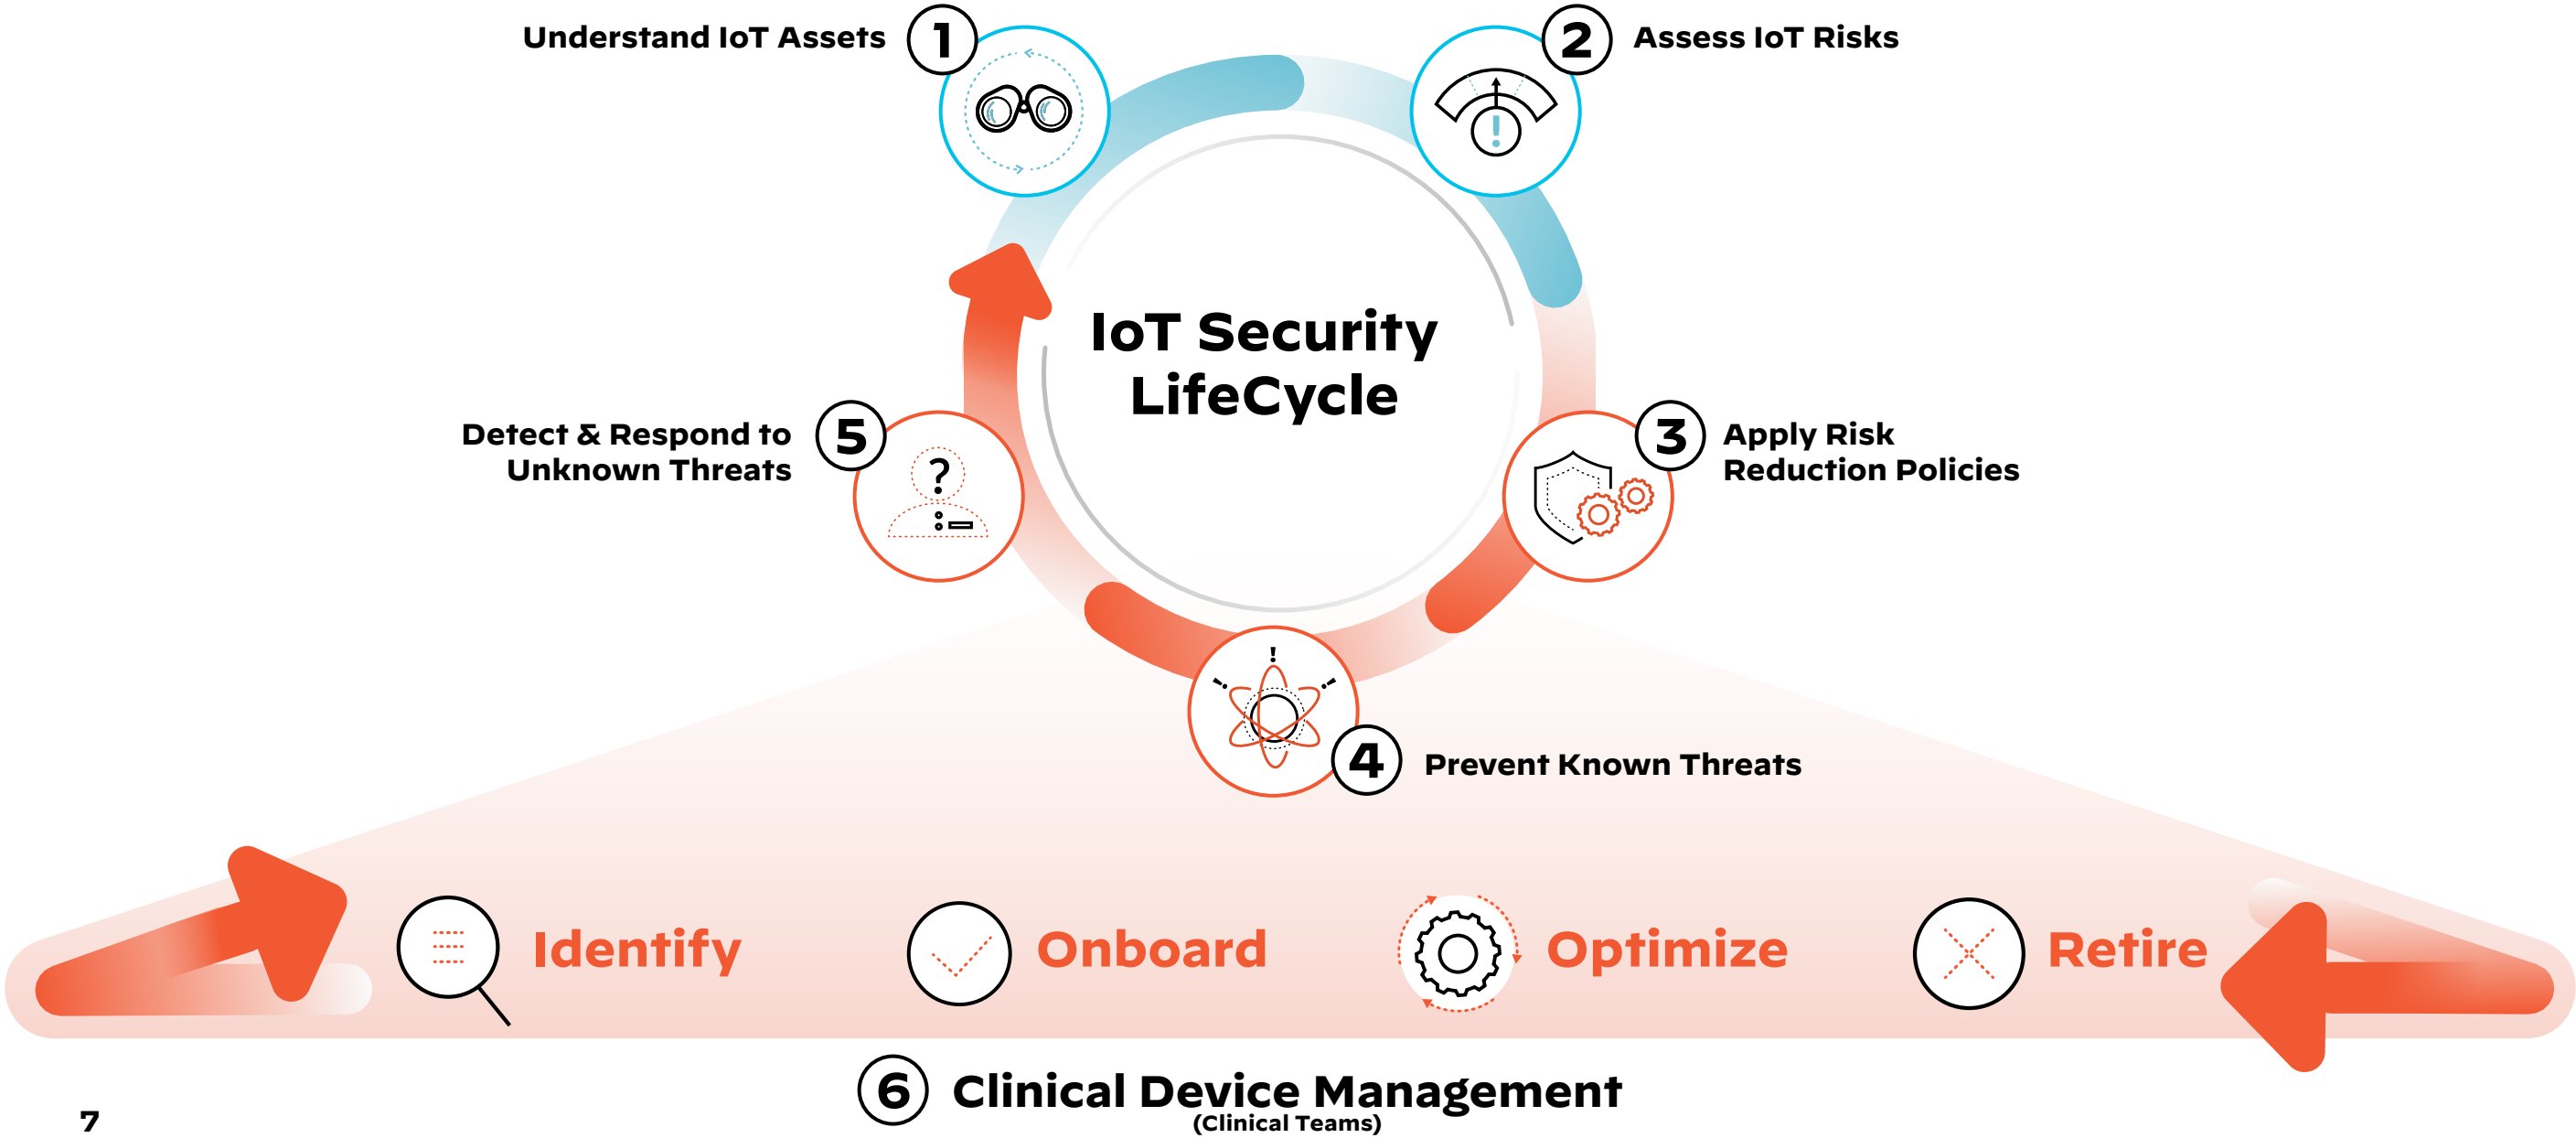 Understand IoT Assets
1
2
Assess IoT Risks
IoT Security
LifeCycle
Detect & Respond to
Unknown Threats
5
?
3
Apply Risk
Reduction Policies
4
Prevent Known Threats
Identify
Onboard
Optimize
Retire
6
Clinical Device Management
(Clinical Teams)
7